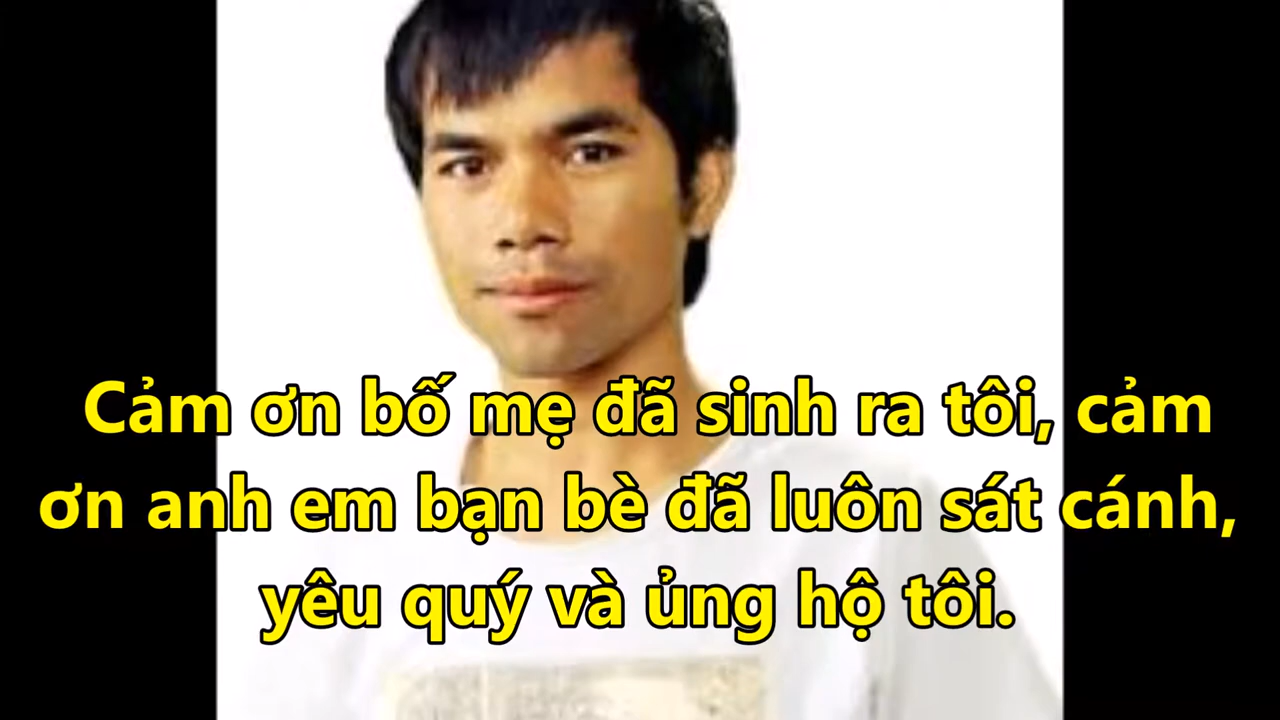 Cảm ơn bố mẹ đã sinh ra tôi, cảm
ơn anh em bạn bè đã luôn sát cánh,
yêu quý và ủng hộ tôi.